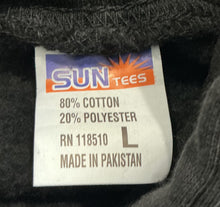 SUN
TEES
80% COTTON
20% POLYESTER
RN 118510 L
MADE IN PAKISTAN